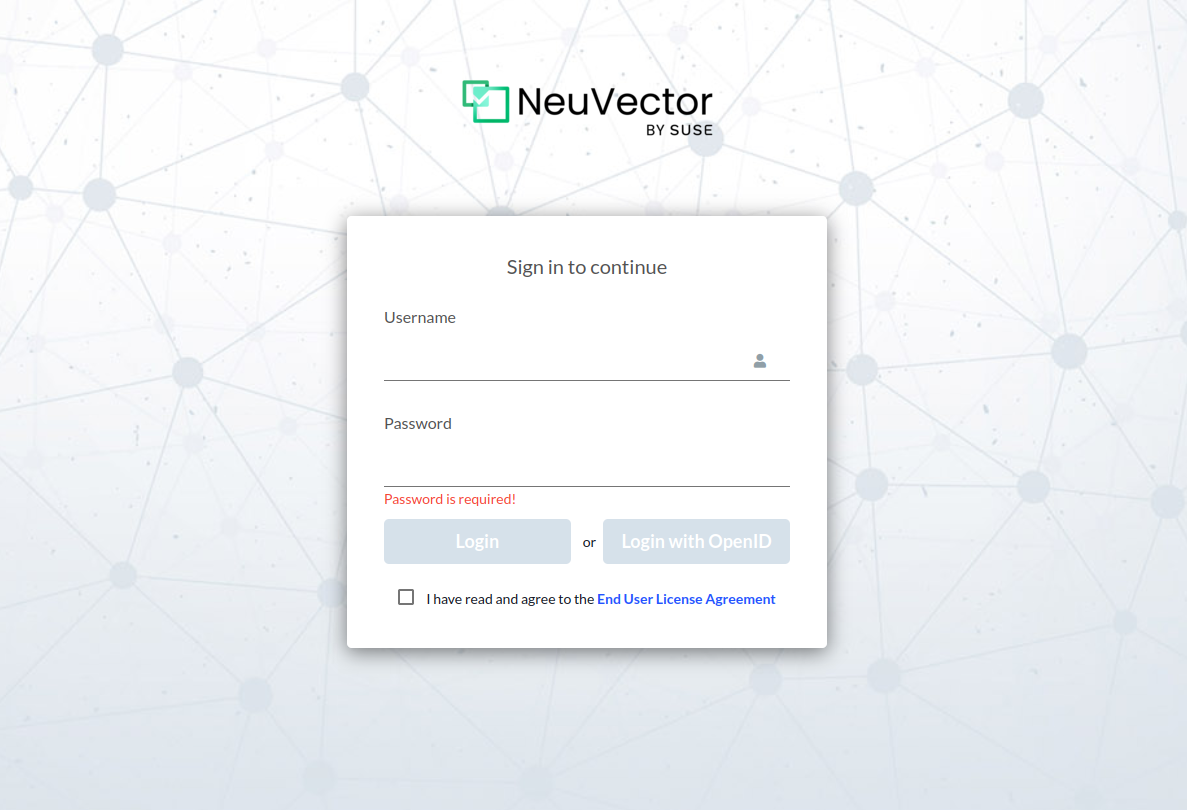 NeuVector
BY SUSE
Sign in to continue
Username
Password
Password is required!
Login or Login with OpenID
I have read and agree to the End User License Agreement